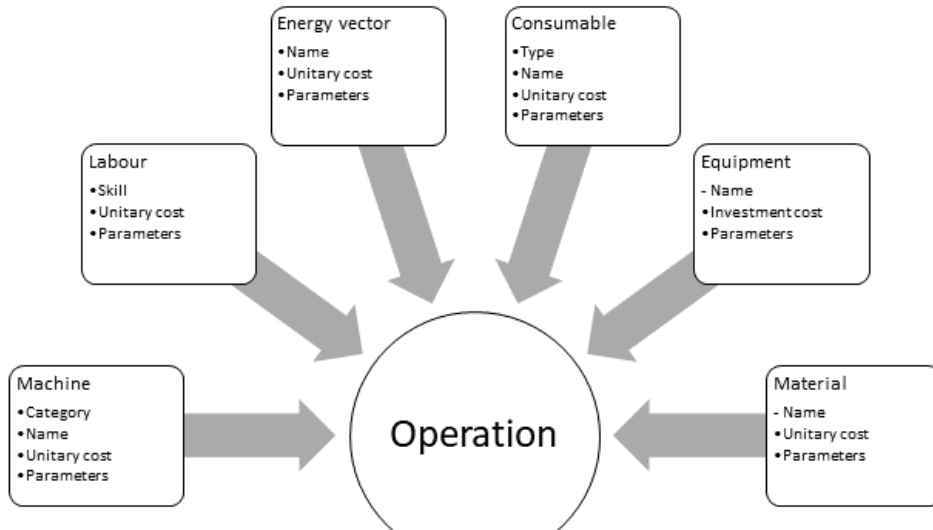 Energy vector
•Name
•Unitary cost
•Parameters
Consumable
•Type
•Name
•Unitary cost
•Parameters
Labour
•Skill
•Unitary cost
•Parameters
Equipment
- Name
•Investment cost
•Parameters
Machine
•Category
•Name
•Unitary cost
•Parameters
Operation
Material
- Name
•Unitary cost
•Parameters